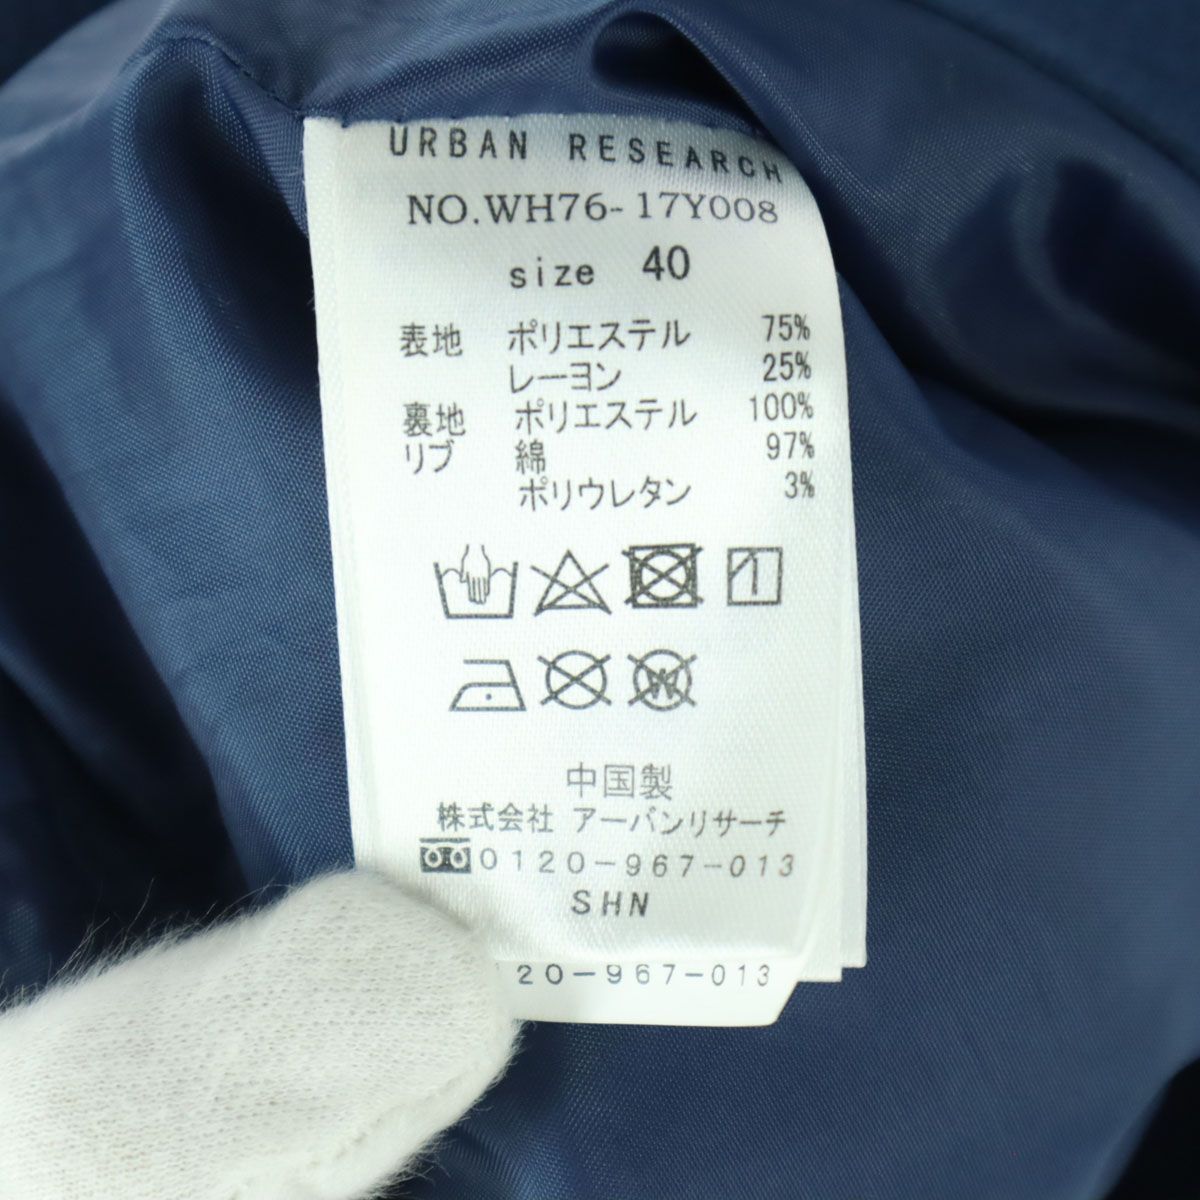 URBAN RESEARCH
NO.WH76-17Y008
size 40
表地 ポリエステル 75%
レーヨン 25%
裏地 ポリエステル 100%
リブ 綿 97%
ポリウレタン 3%
W
中国製
株式会社 アーバンリサーチ
0120-967-013
SHN
20-967-013